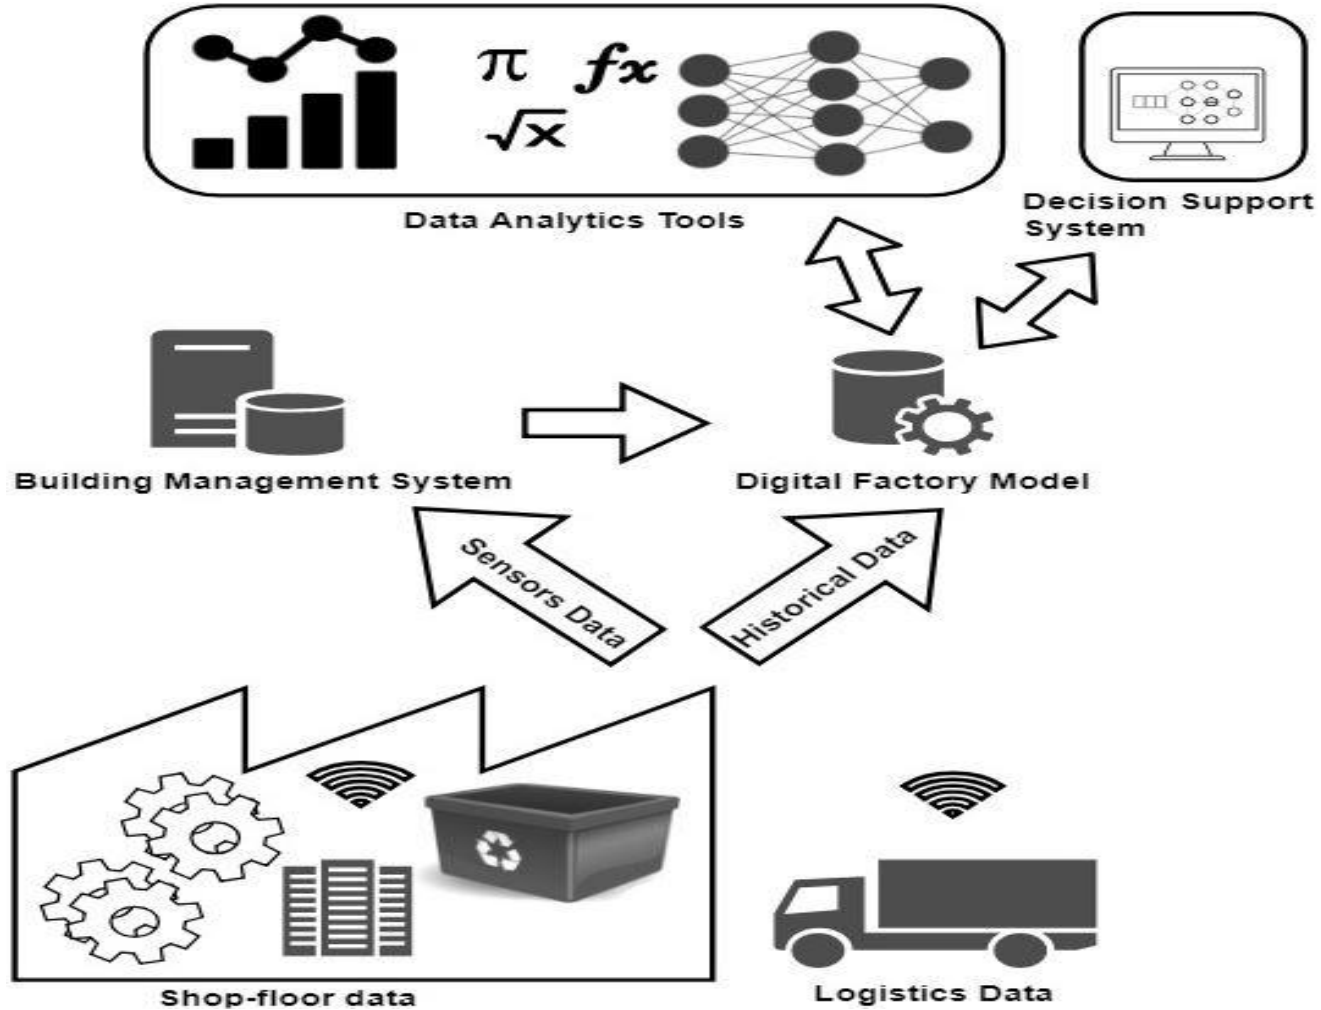 π fx
√x
Data Analytics Tools
Decision Support
System
Building Management System
Digital Factory Model
Sensors Data
Historical Data
Shop-floor data
Logistics Data